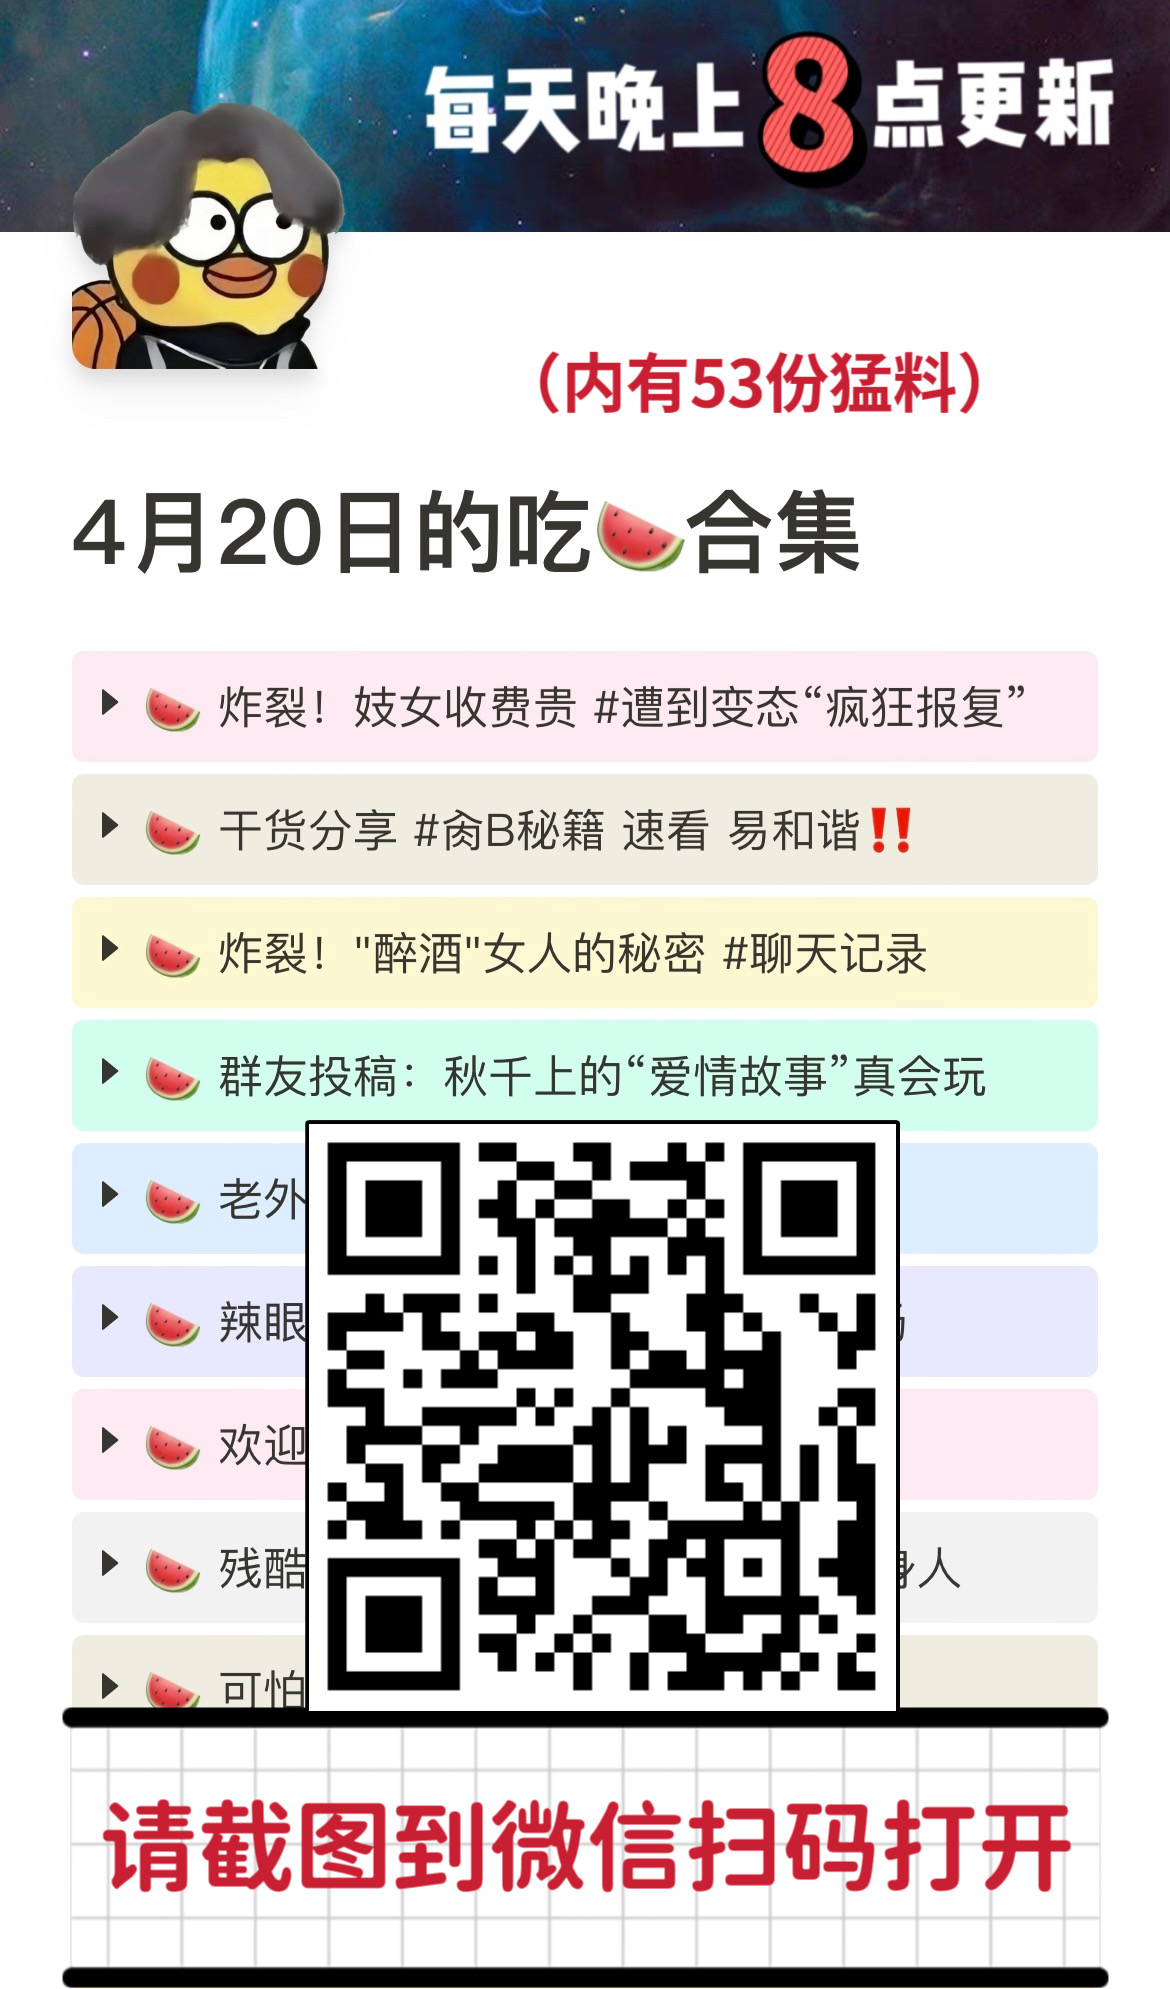 每天晚上8点更新
（内有53份猛料）
4月20日的吃🍉合集
🍉 炸裂！妓女收费贵 #遭到变态“疯狂报复”
🍉 干货分享 #肏B秘籍 速看 易和谐‼️
🍉 炸裂！"醉酒"女人的秘密 #聊天记录
🍉 群友投稿：秋千上的“爱情故事”真会玩
🍉 老外
🍉 辣眼
🍉 欢迎
🍉 残酷 身人
🍉 可怕
请截图到微信扫码打开